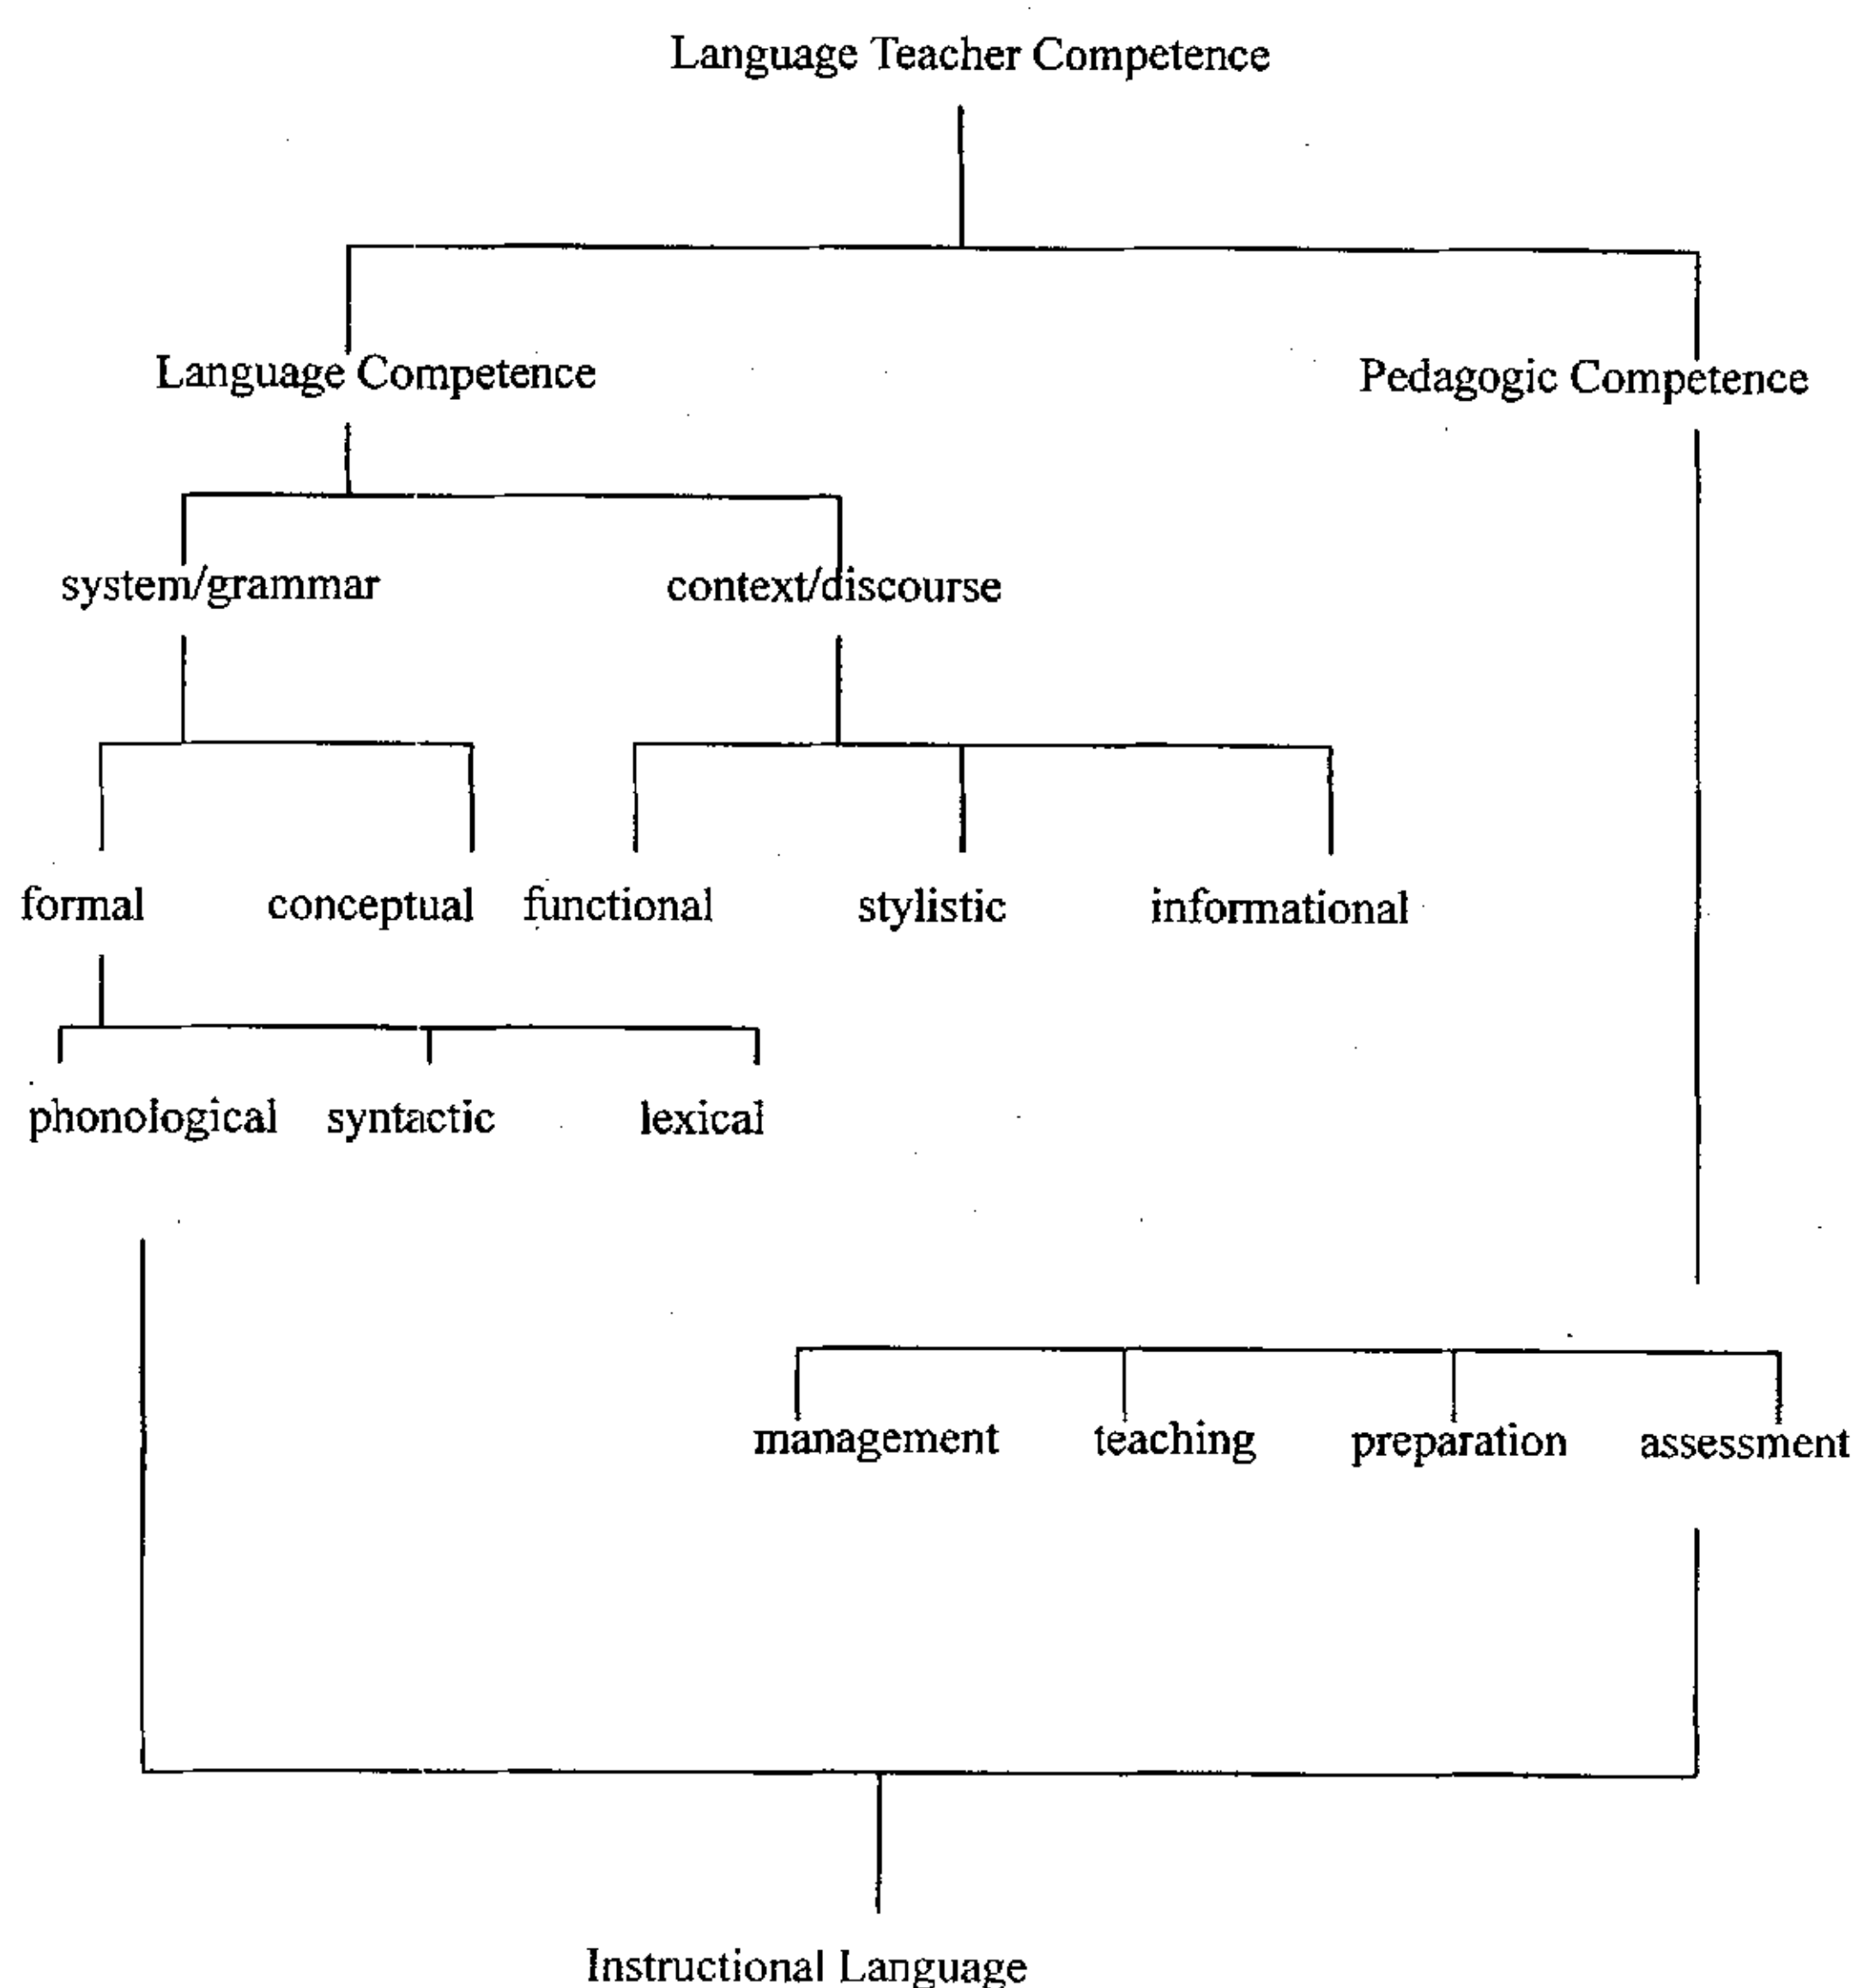 Language Teacher Competence
Language Competence Pedagogic Competence
system/grammar context/discourse
formal conceptual functional stylistic informational
phonological syntactic lexical
management teaching preparation assessment
Instructional Language